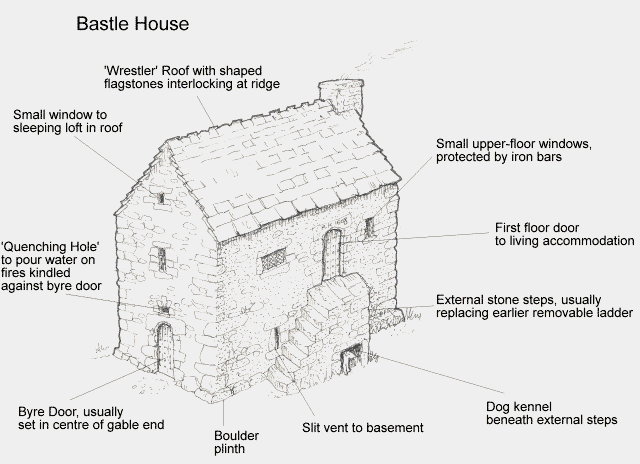 Bastle House
'Wrestler' Roof with shaped
flagstones interlocking at ridge
Small window to
sleeping loft in roof
Small upper-floor windows,
protected by iron bars
'Quenching Hole'
to pour water on
fires kindled
against byre door
First floor door
to living accommodation
External stone steps, usually
replacing earlier removable ladder
Byre Door, usually
set in centre of gable end
Boulder
plinth
Slit vent to basement
Dog kennel
beneath external steps